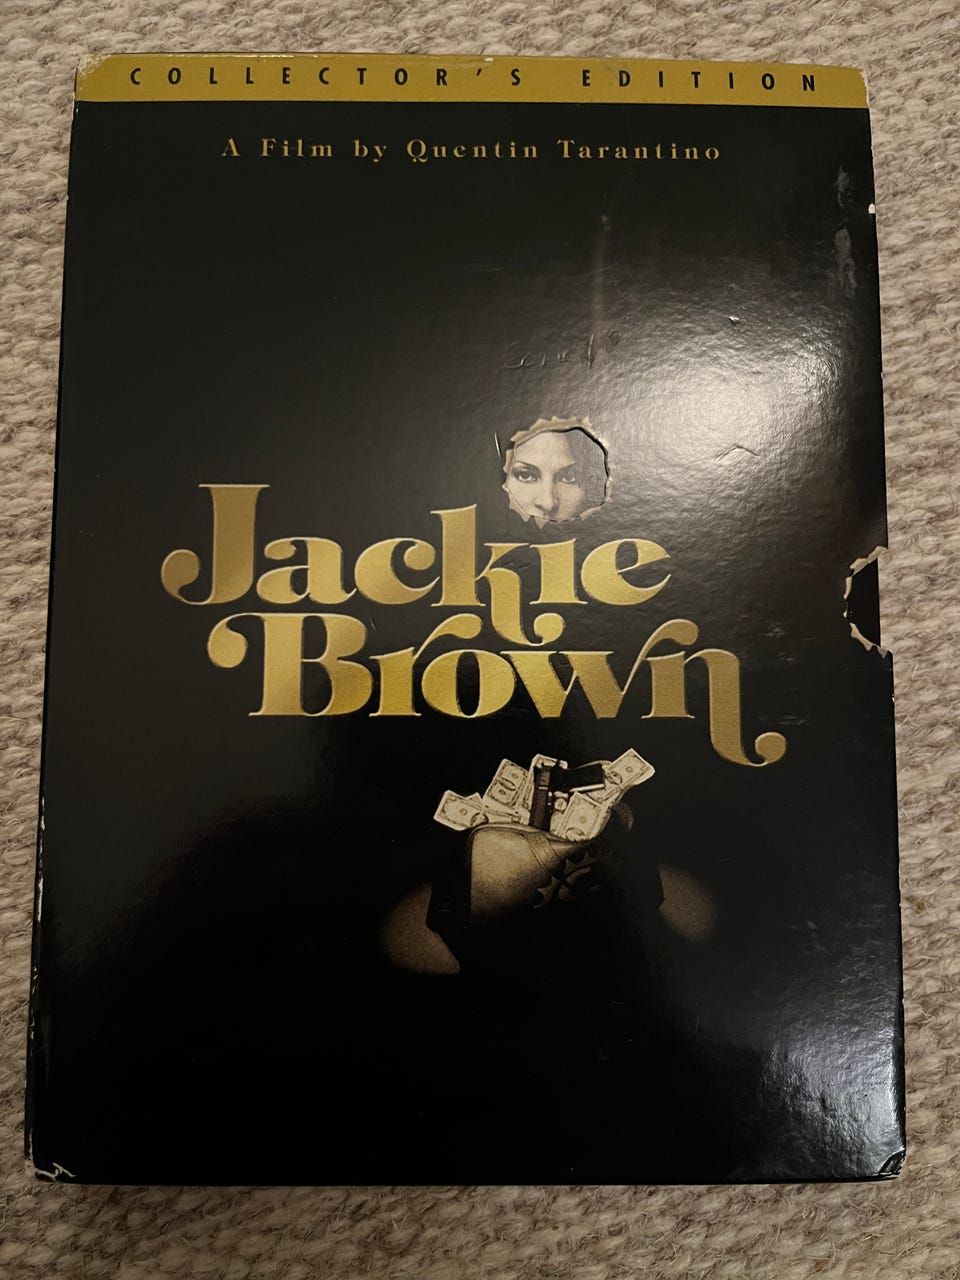 COLLECTOR'S EDITION
A Film by Quentin Tarantino
Jackie
Brown